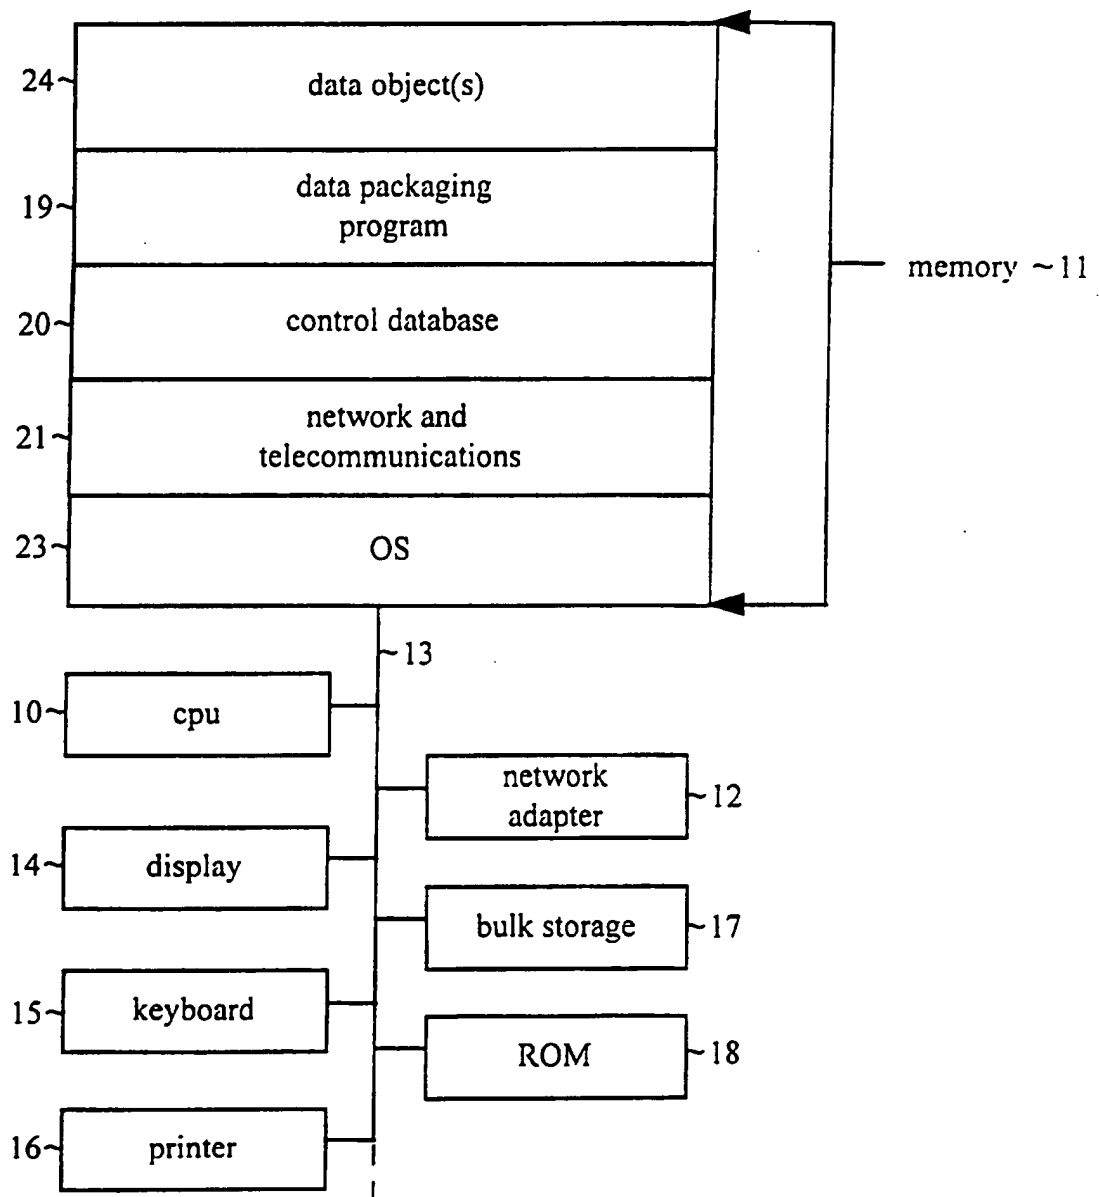 24~ data object(s)
19~ data packaging
program
memory ~11
20~ control database
21~ network and
telecommunications
23~ OS
~13
10~ cpu
network
adapter ~12
14~ display
bulk storage ~17
15~ keyboard
ROM ~18
16~ printer